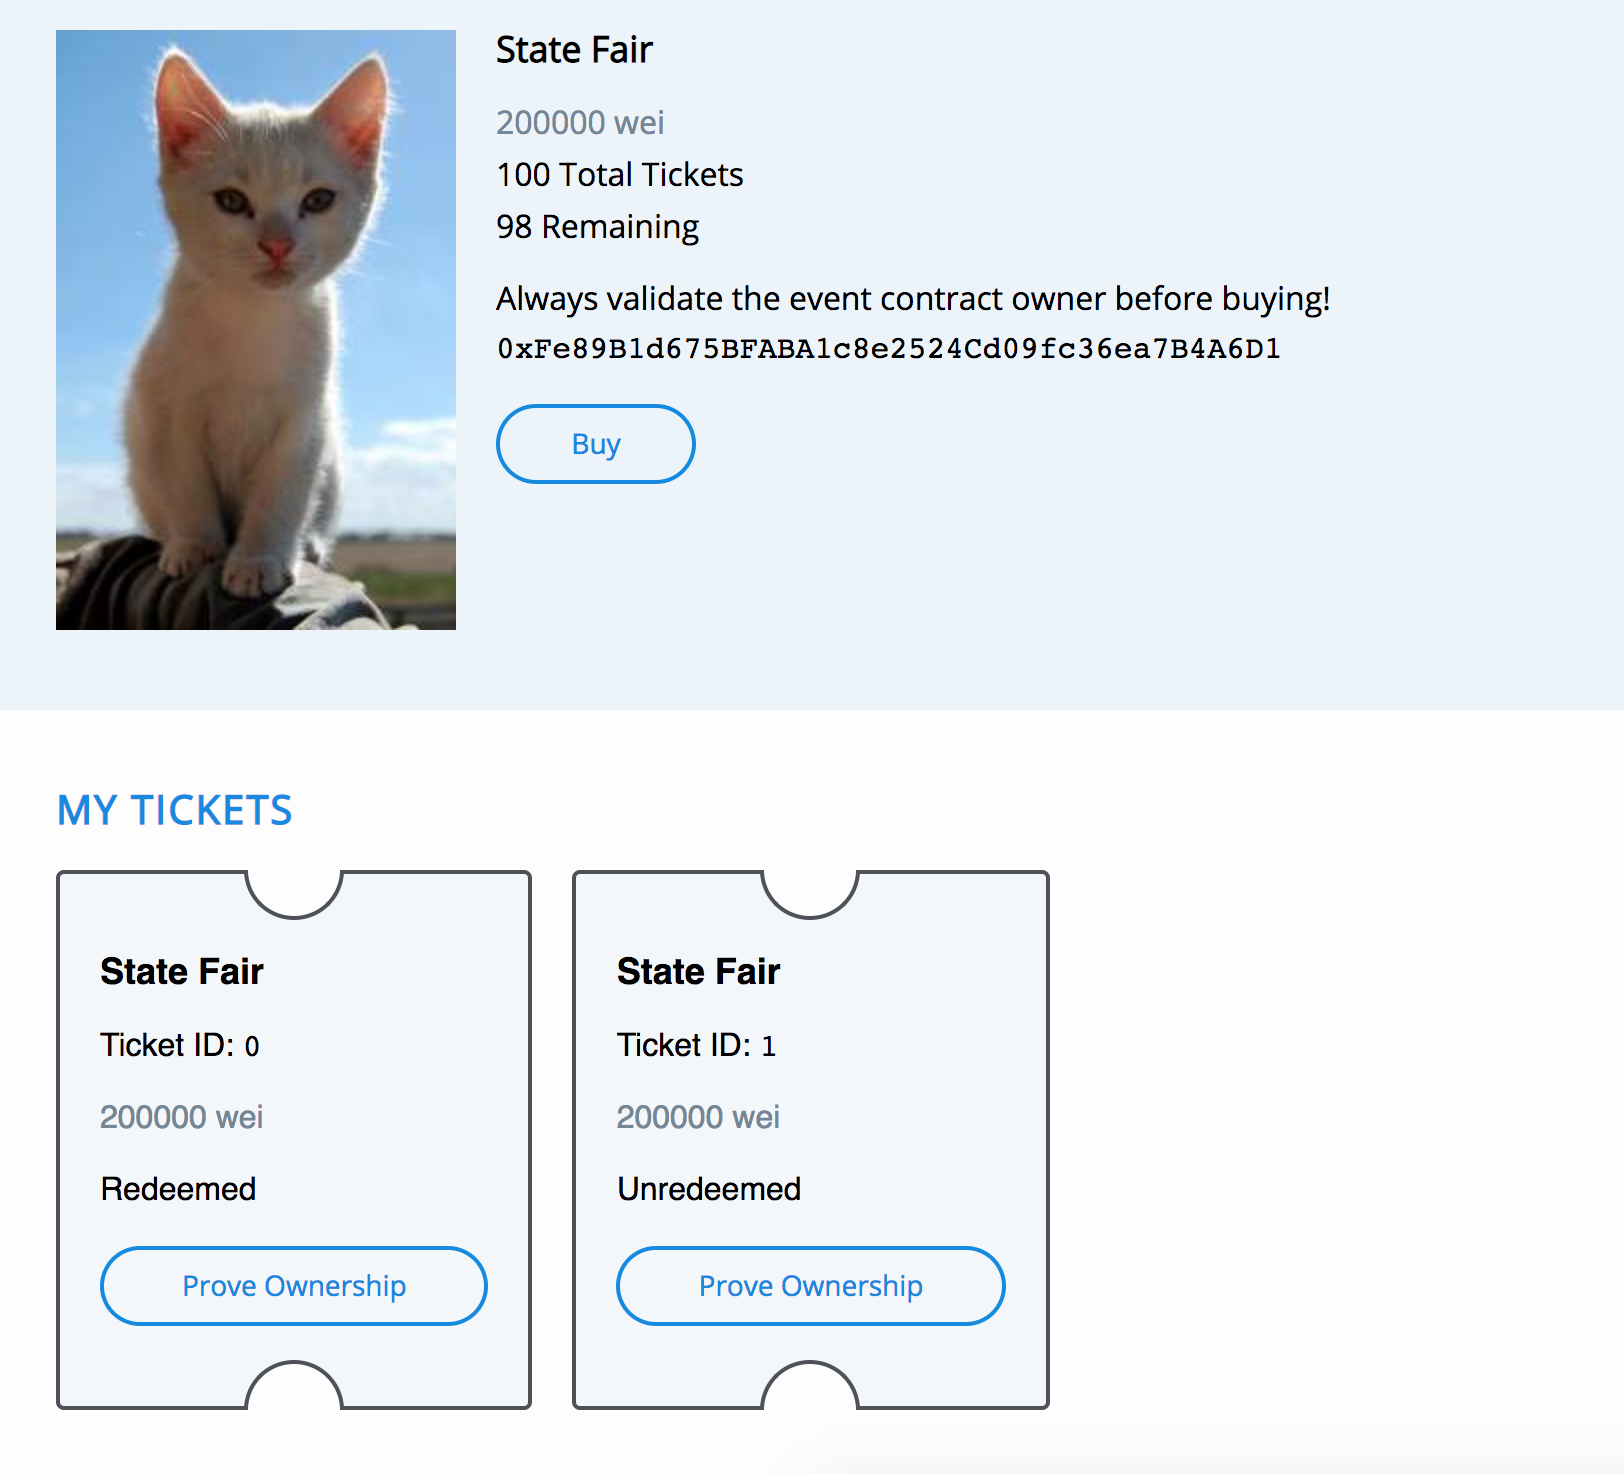 State Fair
200000 wei
100 Total Tickets
98 Remaining
Always validate the event contract owner before buying!
0xFe89B1d675BFABA1c8e2524Cd09fc36ea7B4A6D1
Buy
MY TICKETS
State Fair
Ticket ID: 0
200000 wei
Redeemed
Prove Ownership
State Fair
Ticket ID: 1
200000 wei
Unredeemed
Prove Ownership